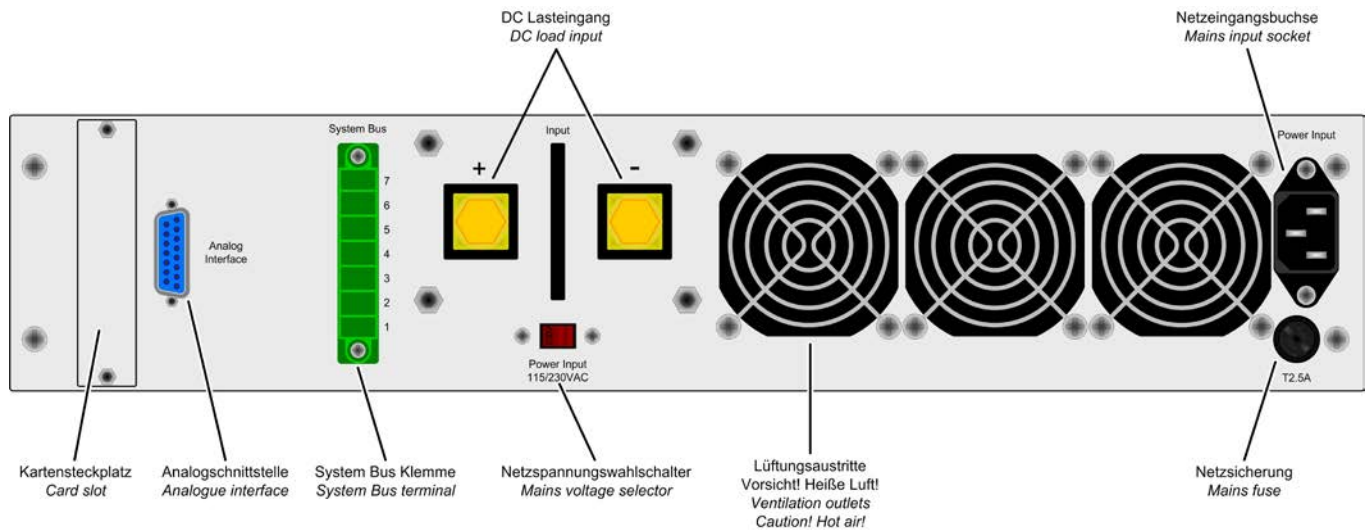 DC Lasteingang
DC load input
Netzeingangsbuchse
Mains input socket
System Bus
Input
Power Input
+
-
7
6
5
4
3
2
1
Analog
Interface
Power Input
115/230VAC
T2.5A
Kartensteckplatz
Card slot
Analogschnittstelle
Analogue interface
System Bus Klemme
System Bus terminal
Netzspannungswahlschalter
Mains voltage selector
Lüftungsaustritte
Vorsicht! Heiße Luft!
Ventilation outlets
Caution! Hot air!
Netzsicherung
Mains fuse